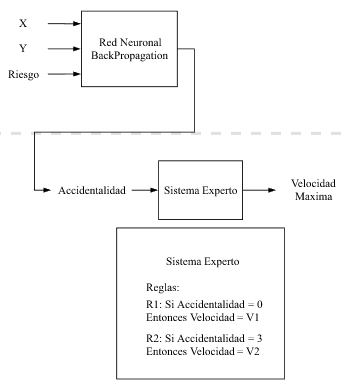 X
Y
Riesgo
Red Neuronal
BackPropagation
Accidentalidad
Sistema Experto
Velocidad
Maxima
Sistema Experto
Reglas:
R1: Si Accidentalidad = 0
Entonces Velocidad = V1
R2: Si Accidentalidad = 3
Entonces Velocidad = V2